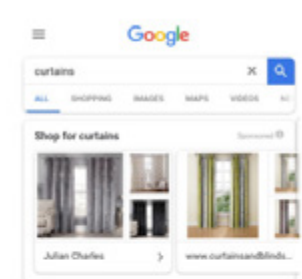 Google
curtains
ALL SHOPPING IMAGES MAPS VIDEOS
Shop for curtains Sponsored
Julian Charles
www.curtainsandblinds...